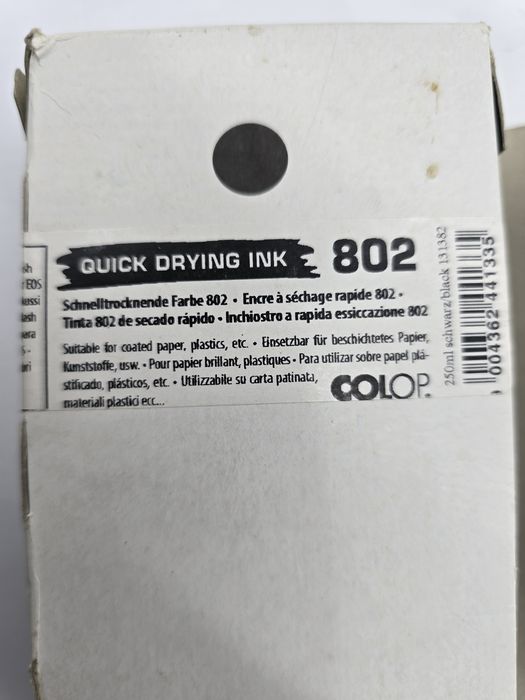 QUICK DRYING INK 802
Schnelltrocknende Farbe 802 • Encre à séchage rapide 802 •
Tinta 802 de secado rápido • Inchiostro a rapida essiccazione 802
Suitable for coated paper, plastics, etc. • Einsetzbar für beschichtetes Papier,
Kunststoffe, usw. • Pour papier brillant, plastiques • Para utilizar sobre papel plá-
stificado, plásticos, etc • Utilizzabile su carta patinata,
materiali plastici ecc...
COLOP.
250ml schwarz/black 131382
004362 441335
EOS